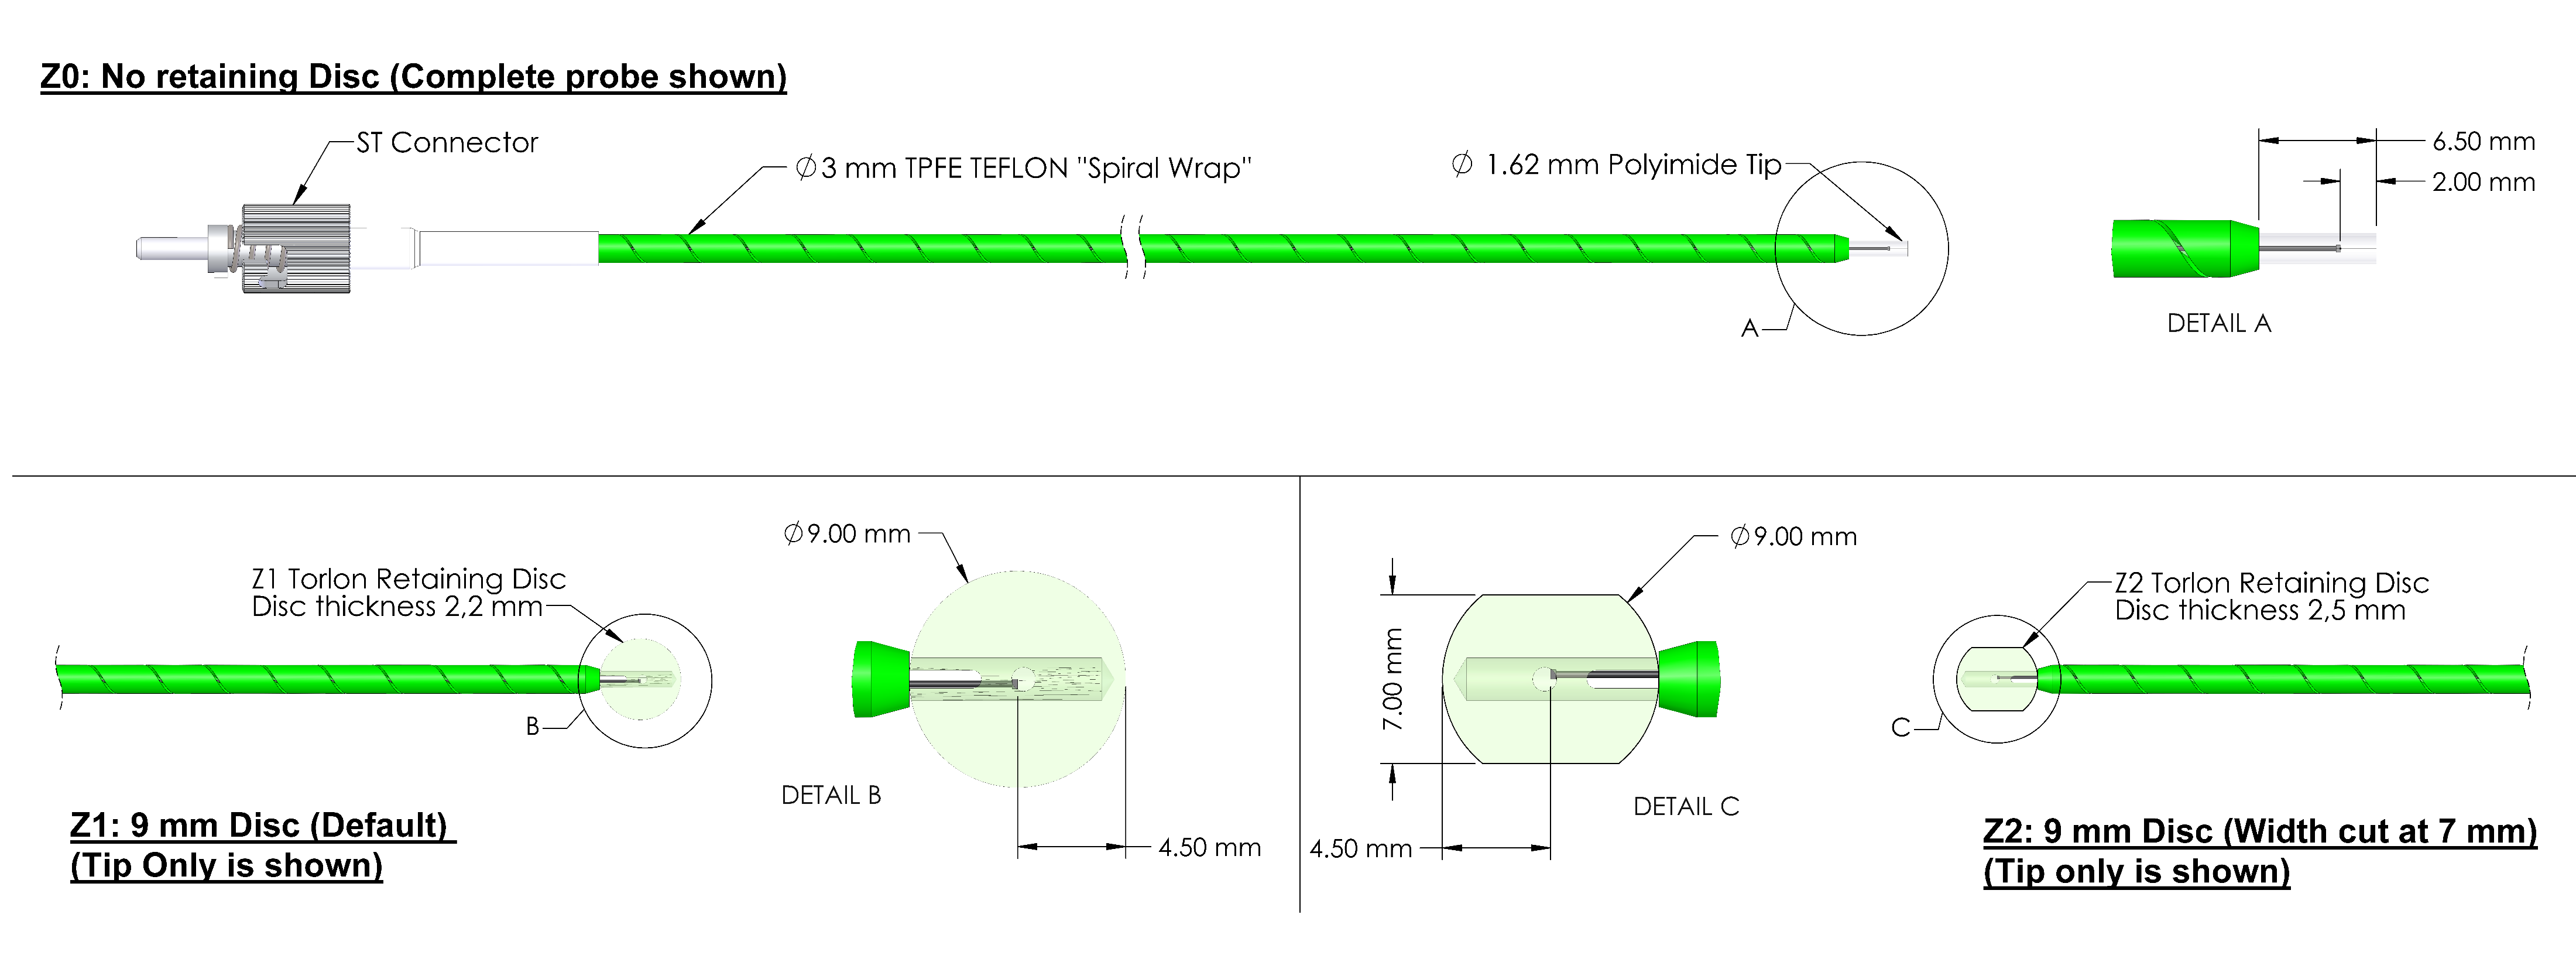 Z0: No retaining Disc (Complete probe shown)
ST Connector
∅3 mm TPFE TEFLON "Spiral Wrap"
∅ 1.62 mm Polyimide Tip
6.50 mm
2.00 mm
A
DETAIL A
Z1 Torlon Retaining Disc
Disc thickness 2,2 mm
B
∅9.00 mm
DETAIL B
4.50 mm
Z1: 9 mm Disc (Default)
(Tip Only is shown)
∅9.00 mm
7.00 mm
4.50 mm
DETAIL C
Z2 Torlon Retaining Disc
Disc thickness 2,5 mm
C
Z2: 9 mm Disc (Width cut at 7 mm)
(Tip only is shown)